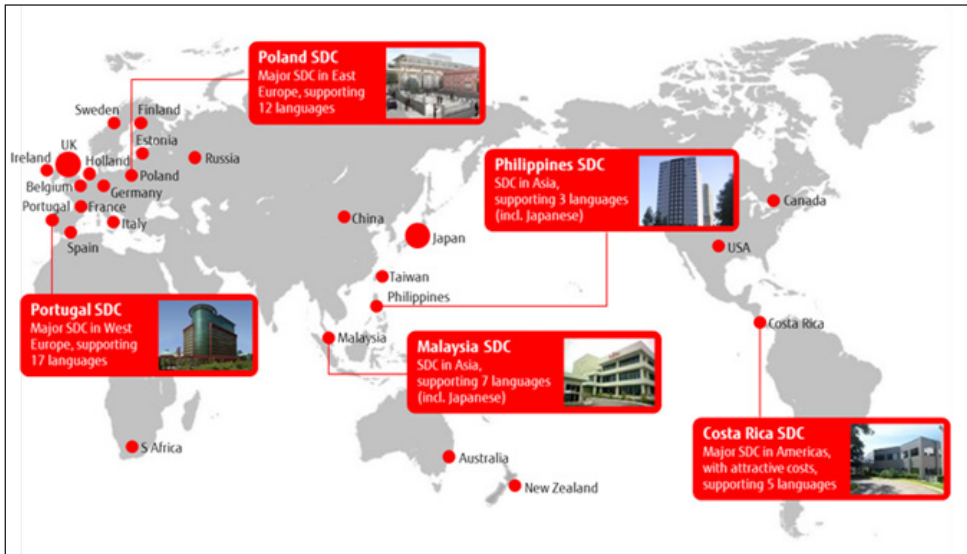 Poland SDC
Major SDC in East
Europe, supporting
12 languages
Sweden
Finland
Estonia
UK
Ireland
Holland
Russia
Poland
Belgium
Germany
Portugal
France
Italy
Spain
Philippines SDC
SDC in Asia,
supporting 3 languages
(incl. Japanese)
Canada
China
Japan
USA
Taiwan
Philippines
Portugal SDC
Major SDC in West
Europe, supporting
17 languages
Malaysia
Malaysia SDC
SDC in Asia,
supporting 7 languages
(incl. Japanese)
Costa Rica
Costa Rica SDC
Major SDC in Americas,
with attractive costs,
supporting 5 languages
S Africa
Australia
New Zealand